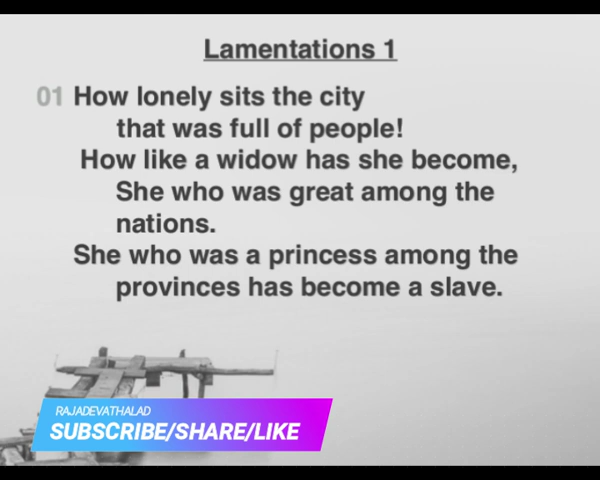 Lamentations 1
01 How lonely sits the city
that was full of people!
How like a widow has she become,
She who was great among the
nations.
She who was a princess among the
provinces has become a slave.
RAJADEVATHALAD
SUBSCRIBE/SHARE/LIKE